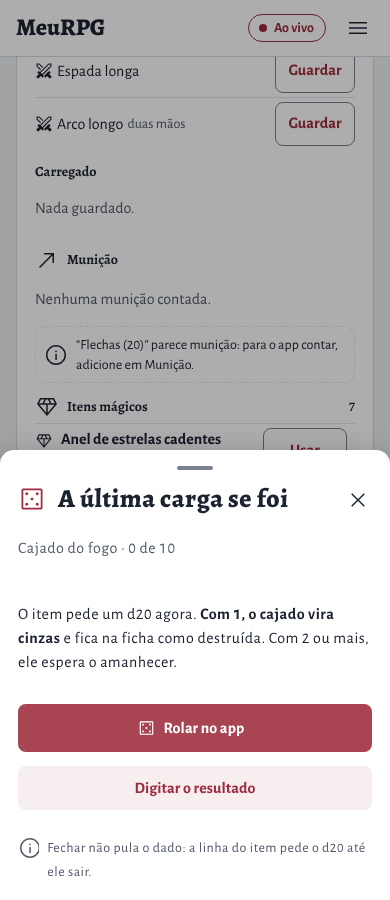 MeuRPG
Ao vivo
Espada longa
Guardar
Arco longo duas mãos
Guardar
Carregado
Nada guardado.
Munição
Nenhuma munição contada.
“Flechas (20)” parece munição: para o app contar,
adicione em Munição.
Itens mágicos
7
Anel de estrelas cadentes
Usar
A última carga se foi
Cajado do fogo · 0 de 10
O item pede um d20 agora. Com 1, o cajado vira
cinzas e fica na ficha como destruída. Com 2 ou mais,
ele espera o amanhecer.
Rolar no app
Digitar o resultado
Fechar não pula o dado: a linha do item pede o d20 até
ele sair.